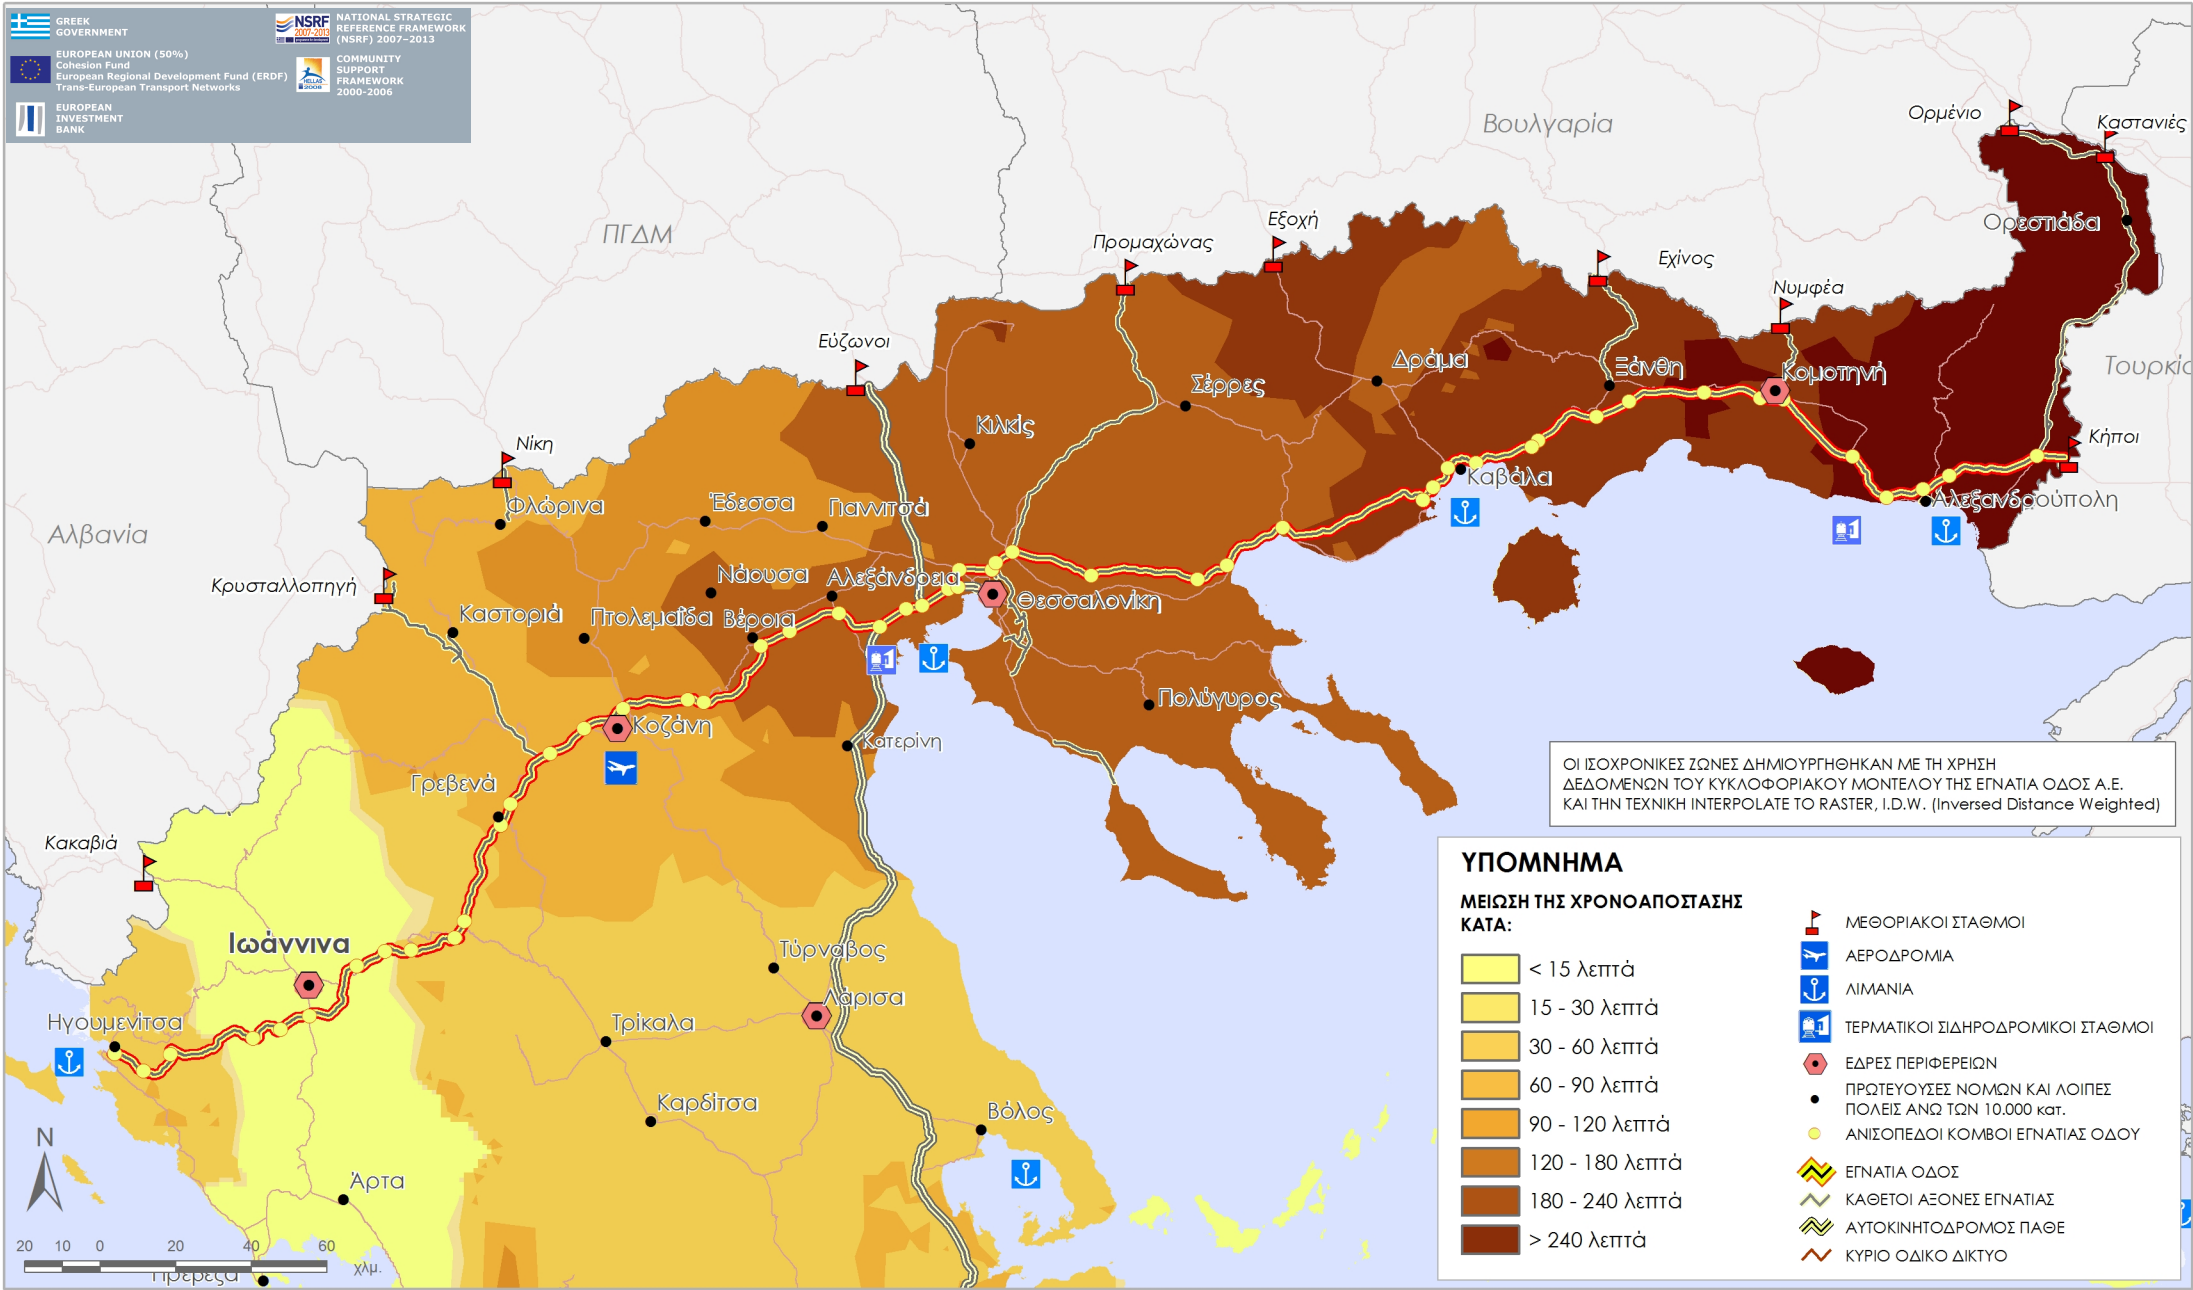 GREEK
GOVERNMENT
EUROPEAN UNION (50%)
Cohesion Fund
European Regional Development Fund (ERDF)
Trans-European Transport Networks
EUROPEAN
INVESTMENT
BANK
NSRF
2007-2013
NATIONAL STRATEGIC
REFERENCE FRAMEWORK
(NSRF) 2007–2013
HELLAS
2008
COMMUNITY
SUPPORT
FRAMEWORK
2000-2006
Βουλγαρία
Ορμένιο
Καστανιές
Ορεστιάδα
ΠΓΔΜ
Προμαχώνας
Εξοχή
Εχίνος
Νυμφέα
Εύζωνοι
Δράμα
Ξάνθη
Κομοτηνή
Τουρκία
Σέρρες
Κιλκίς
Νίκη
Κήποι
Φλώρινα
Έδεσσα
Γιαννιτσά
Καβάλα
Αλεξανδρούπολη
Αλβανία
Κρυσταλλοπηγή
Νάουσα
Αλεξάνδρεια
Καστοριά
Πτολεμαΐδα
Βέροια
Θεσσαλονίκη
Πολύγυρος
Κοζάνη
Κατερίνη
Γρεβενά
Κακαβιά
Ιωάννινα
Τύρναβος
Λάρισα
Ηγουμενίτσα
Τρίκαλα
Καρδίτσα
Βόλος
Άρτα
Πρέβεζα
N
20 10 0 20 40 60
χλμ.
ΟΙ ΙΣΟΧΡΟΝΙΚΕΣ ΖΩΝΕΣ ΔΗΜΙΟΥΡΓΗΘΗΚΑΝ ΜΕ ΤΗ ΧΡΗΣΗ
ΔΕΔΟΜΕΝΩΝ ΤΟΥ ΚΥΚΛΟΦΟΡΙΑΚΟΥ ΜΟΝΤΕΛΟΥ ΤΗΣ ΕΓΝΑΤΙΑ ΟΔΟΣ Α.Ε.
ΚΑΙ ΤΗΝ ΤΕΧΝΙΚΗ INTERPOLATE TO RASTER, I.D.W. (Inversed Distance Weighted)
ΥΠΟΜΝΗΜΑ
ΜΕΙΩΣΗ ΤΗΣ ΧΡΟΝΟΑΠΟΣΤΑΣΗΣ
ΚΑΤΑ:
< 15 λεπτά
15 - 30 λεπτά
30 - 60 λεπτά
60 - 90 λεπτά
90 - 120 λεπτά
120 - 180 λεπτά
180 - 240 λεπτά
> 240 λεπτά
ΜΕΘΟΡΙΑΚΟΙ ΣΤΑΘΜΟΙ
ΑΕΡΟΔΡΟΜΙΑ
ΛΙΜΑΝΙΑ
ΤΕΡΜΑΤΙΚΟΙ ΣΙΔΗΡΟΔΡΟΜΙΚΟΙ ΣΤΑΘΜΟΙ
ΕΔΡΕΣ ΠΕΡΙΦΕΡΕΙΩΝ
ΠΡΩΤΕΥΟΥΣΕΣ ΝΟΜΩΝ ΚΑΙ ΛΟΙΠΕΣ
ΠΟΛΕΙΣ ΑΝΩ ΤΩΝ 10.000 κατ.
ΑΝΙΣΟΠΕΔΟΙ ΚΟΜΒΟΙ ΕΓΝΑΤΙΑΣ ΟΔΟΥ
ΕΓΝΑΤΙΑ ΟΔΟΣ
ΚΑΘΕΤΟΙ ΑΞΟΝΕΣ ΕΓΝΑΤΙΑΣ
ΑΥΤΟΚΙΝΗΤΟΔΡΟΜΟΣ ΠΑΘΕ
ΚΥΡΙΟ ΟΔΙΚΟ ΔΙΚΤΥΟ